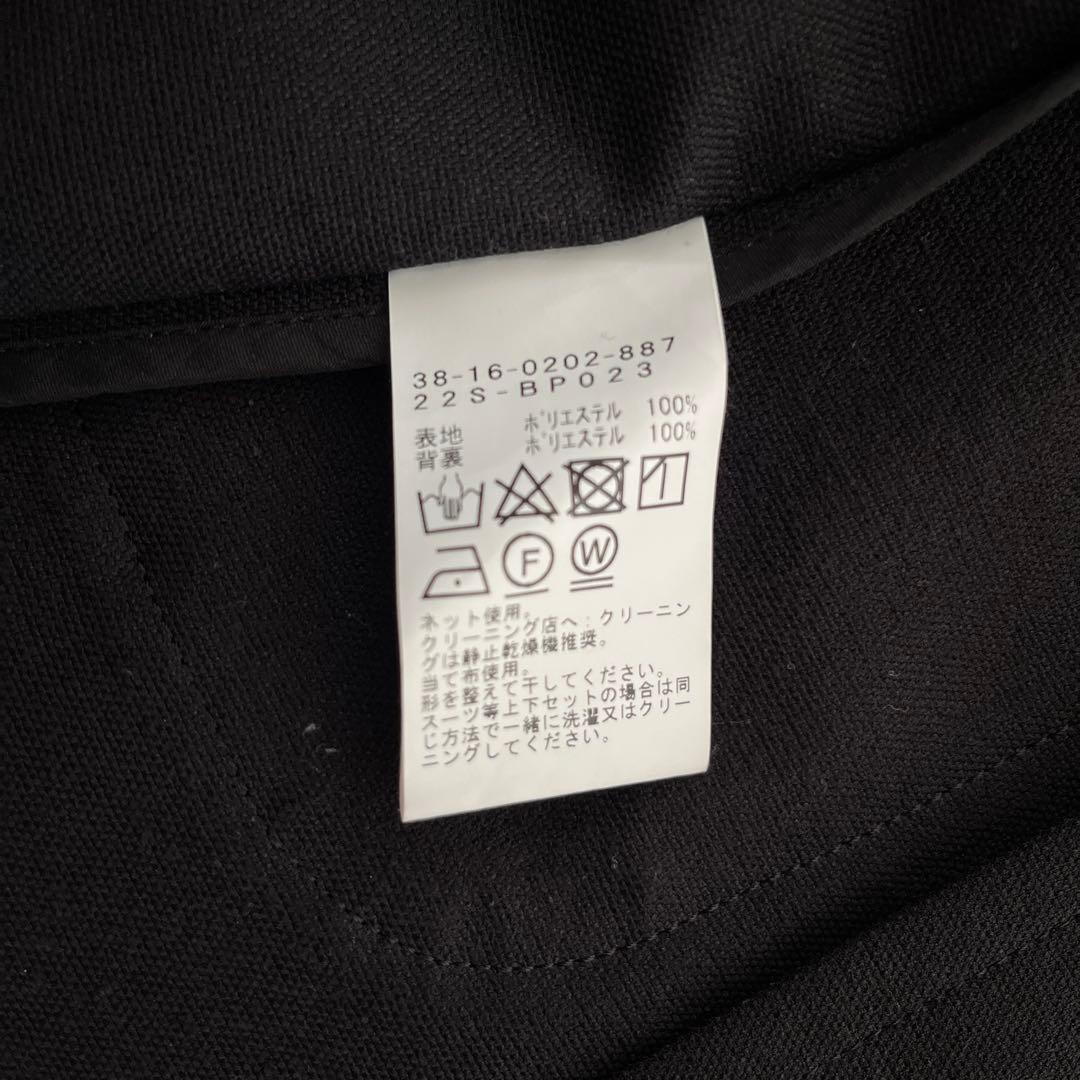 38-16-0202-887
22S-BP023
表地 ポリエステル 100%
背裏 ポリエステル 100%
F W
ネット使用。
クリーニング店へ:クリーニン
グは静止乾燥機推奨。
当て布使用。
形を整えて干してください。
スーツ等上下セットの場合は同
じ方法で一緒に洗濯又はクリー
ニングしてください。